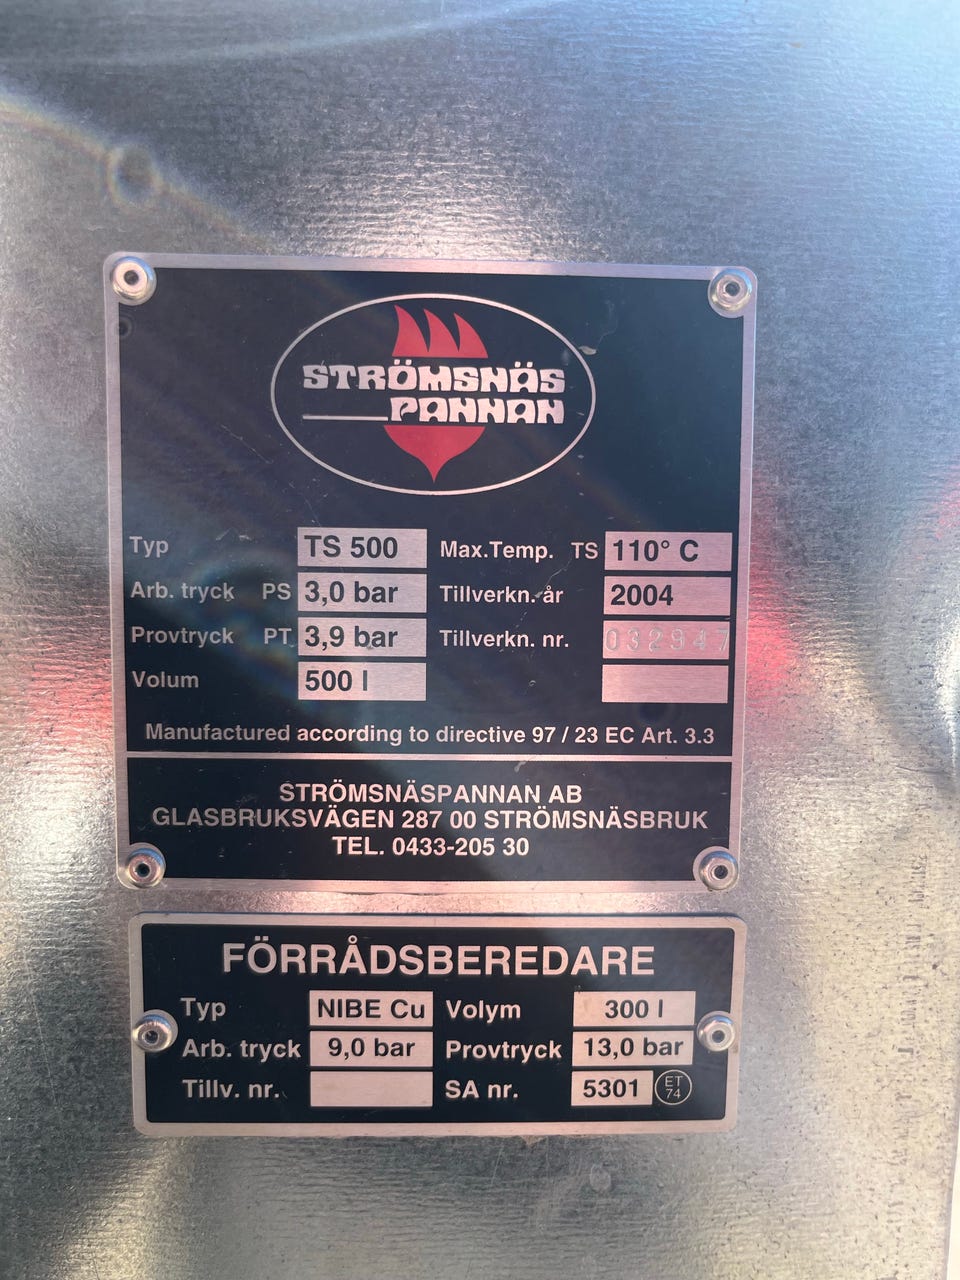 STRÖMSNÄS
PANNAN
Typ TS 500 Max.Temp. TS 110° C
Arb. tryck PS 3,0 bar Tillverkn. år 2004
Provtryck PT 3,9 bar Tillverkn. nr. 032947
Volum 500 l
Manufactured according to directive 97 / 23 EC Art. 3.3
STRÖMSNÄSPANNAN AB
GLASBRUKSVÄGEN 287 00 STRÖMSNÄSBRUK
TEL. 0433-205 30
FÖRRÅDSBEREDARE
Typ NIBE Cu Volym 300 l
Arb. tryck 9,0 bar Provtryck 13,0 bar
Tillv. nr. SA nr. 5301 ET 74